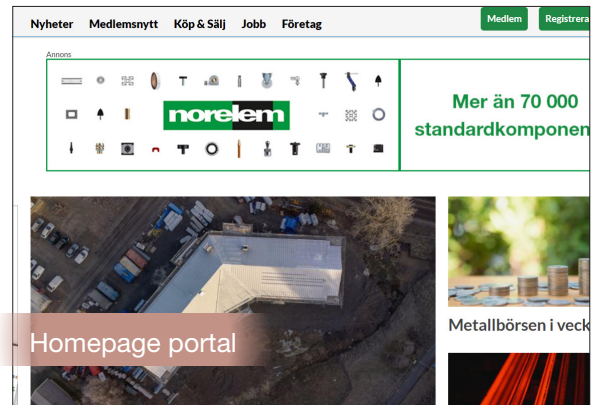 Nyheter Medlemsnytt Köp & Sälj Jobb Företag Medlem Registrera
Annons
norelem
Mer än 70 000
standardkomponen
Metallbörsen i veck
Homepage portal